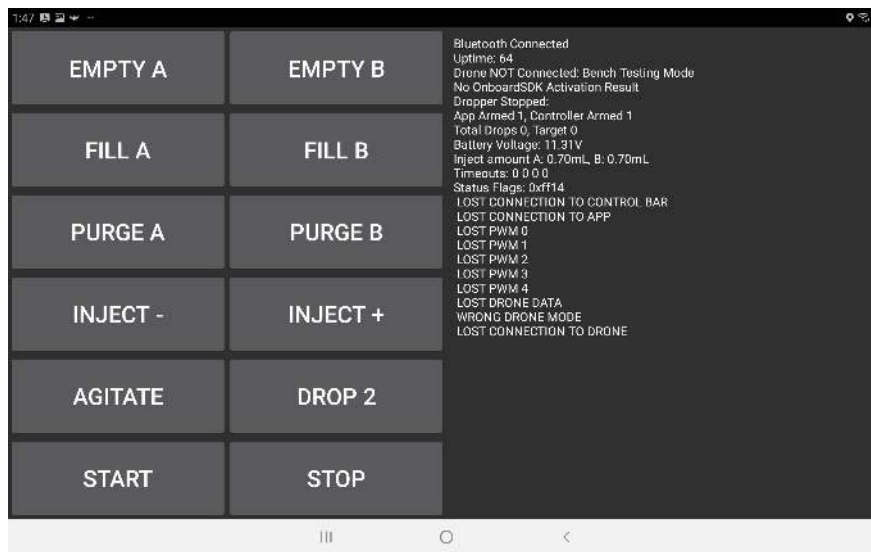 1:47
EMPTY A
EMPTY B
FILL A
FILL B
PURGE A
PURGE B
INJECT -
INJECT +
AGITATE
DROP 2
START
STOP
Bluetooth Connected
Uptime: 64
Drone NOT Connected: Bench Testing Mode
No OnboardSDK Activation Result
Dropper Stopped:
App Armed 1, Controller Armed 1
Total Drops 0, Target 0
Battery Voltage: 11.31V
Inject amount A: 0.70mL, B: 0.70mL
Timeouts: 0 0 0 0
Status Flags: 0xff14
LOST CONNECTION TO CONTROL BAR
LOST CONNECTION TO APP
LOST PWM 0
LOST PWM 1
LOST PWM 2
LOST PWM 3
LOST PWM 4
LOST DRONE DATA
WRONG DRONE MODE
LOST CONNECTION TO DRONE